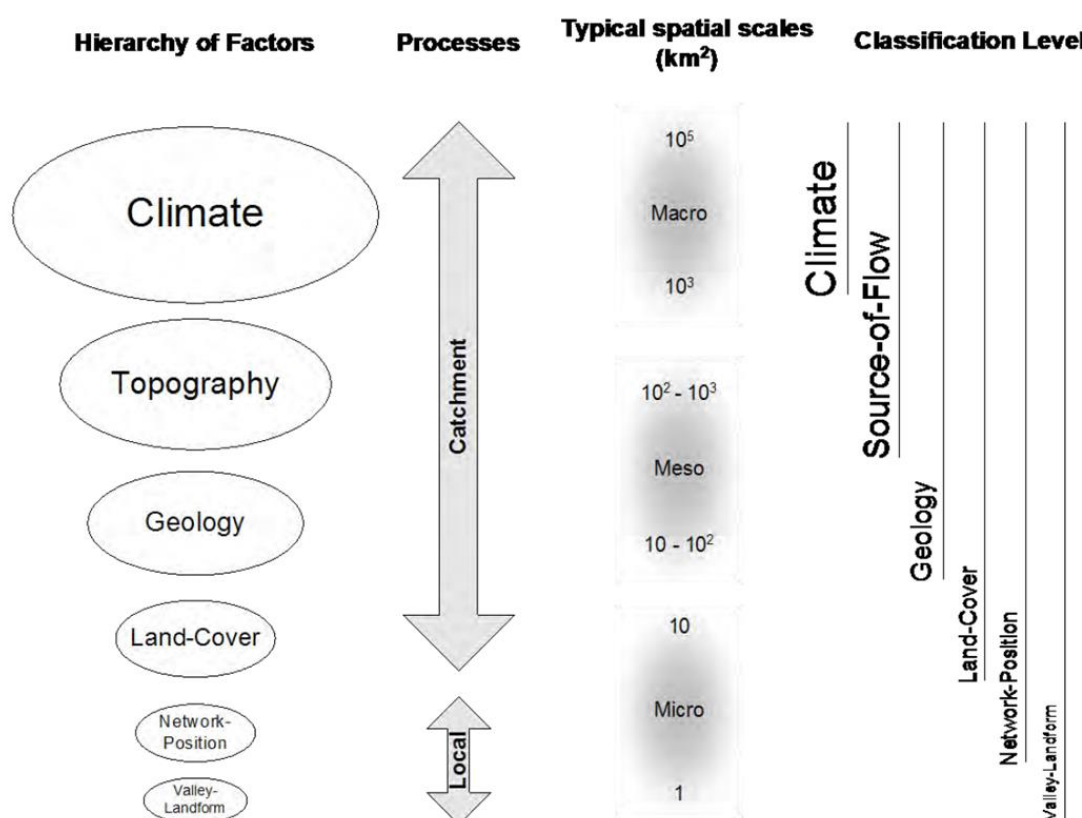 Hierarchy of Factors
Processes
Typical spatial scales
(km²)
Classification Level
Climate
Topography
Geology
Land-Cover
Network-
Position
Valley-
Landform
Catchment
Local
10⁵
Macro
10³
10² - 10³
Meso
10 - 10²
10
Micro
1
Climate
Source-of-Flow
Geology
Land-Cover
Network-Position
Valley-Landform